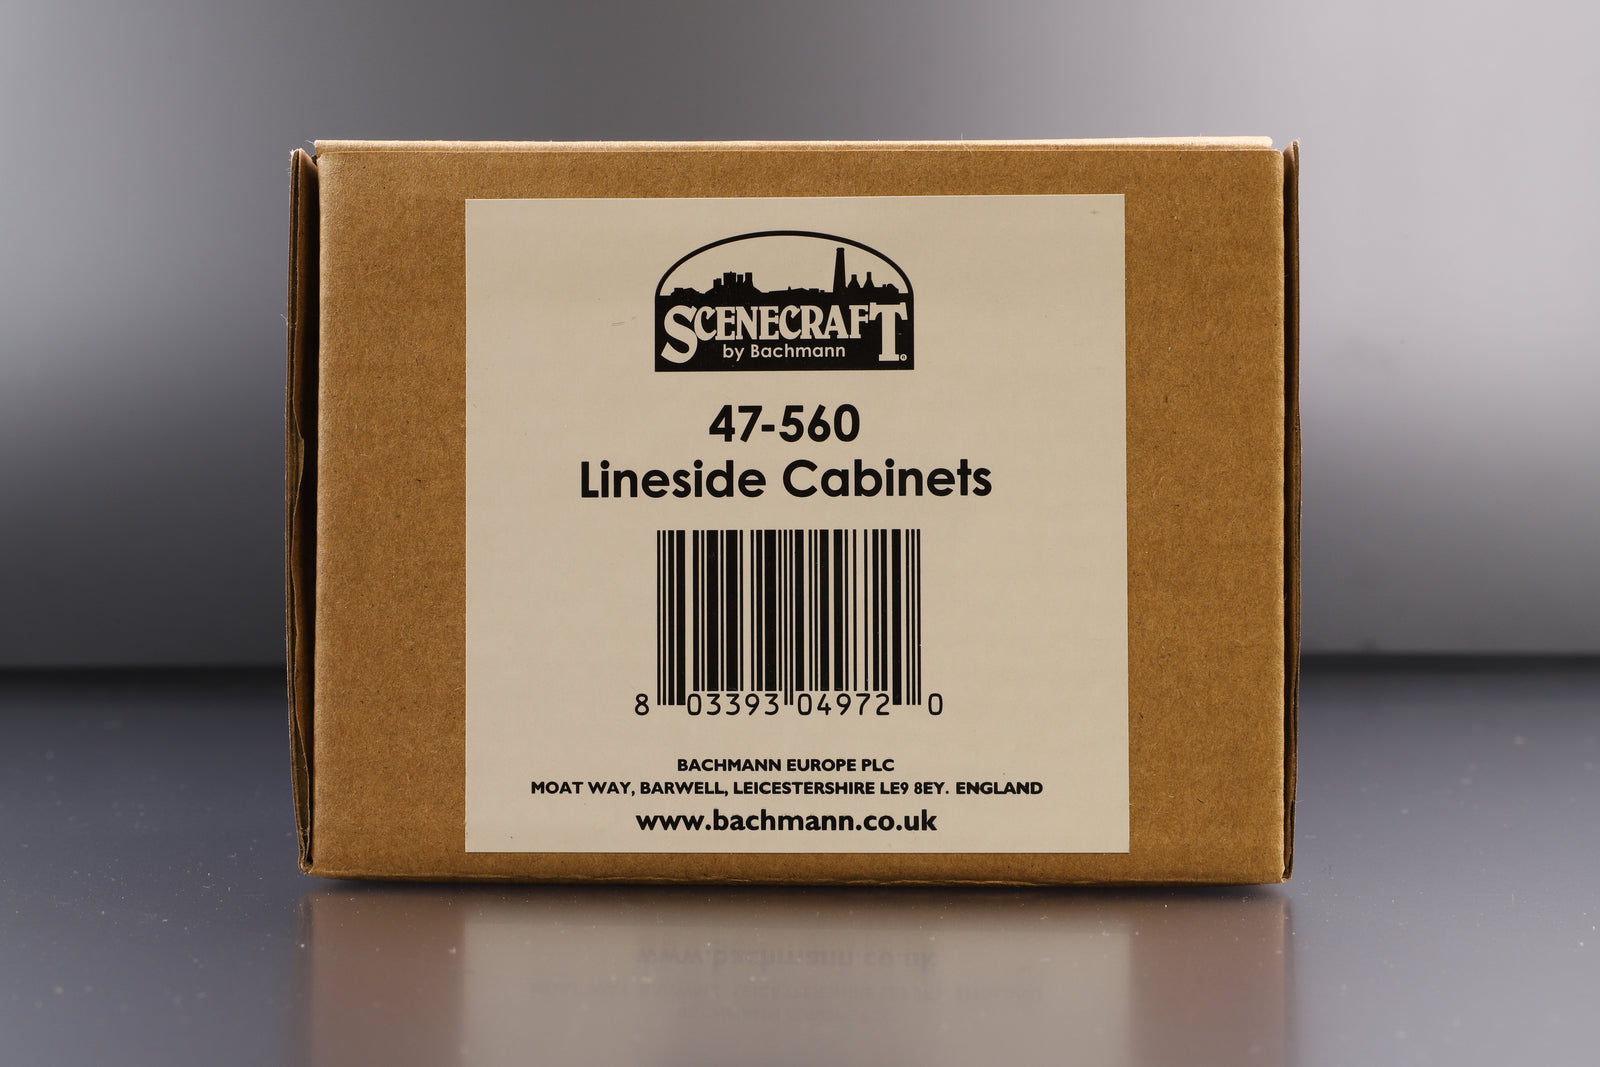 SCENECRAFT
by Bachmann
47-560
Lineside Cabinets
8 03393 04972 0
BACHMANN EUROPE PLC
MOAT WAY, BARWELL, LEICESTERSHIRE LE9 8EY. ENGLAND
www.bachmann.co.uk